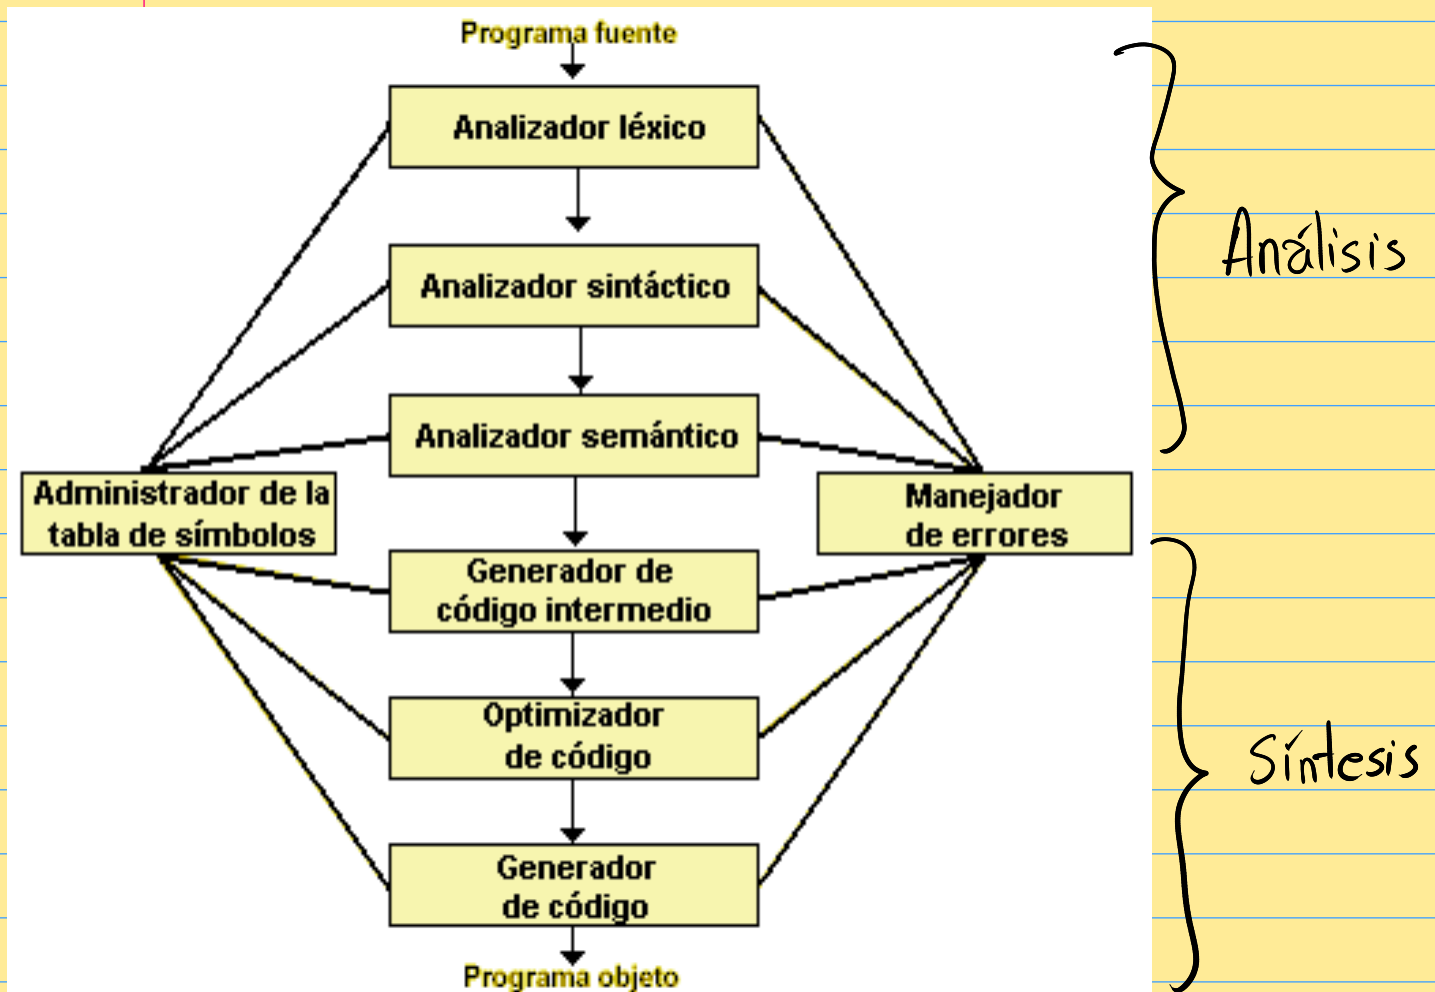 Programa fuente
Analizador léxico
Análisis
Analizador sintáctico
Analizador semántico
Administrador de la
tabla de símbolos
Manejador
de errores
Generador de
código intermedio
Optimizador
de código
Síntesis
Generador
de código
Programa objeto